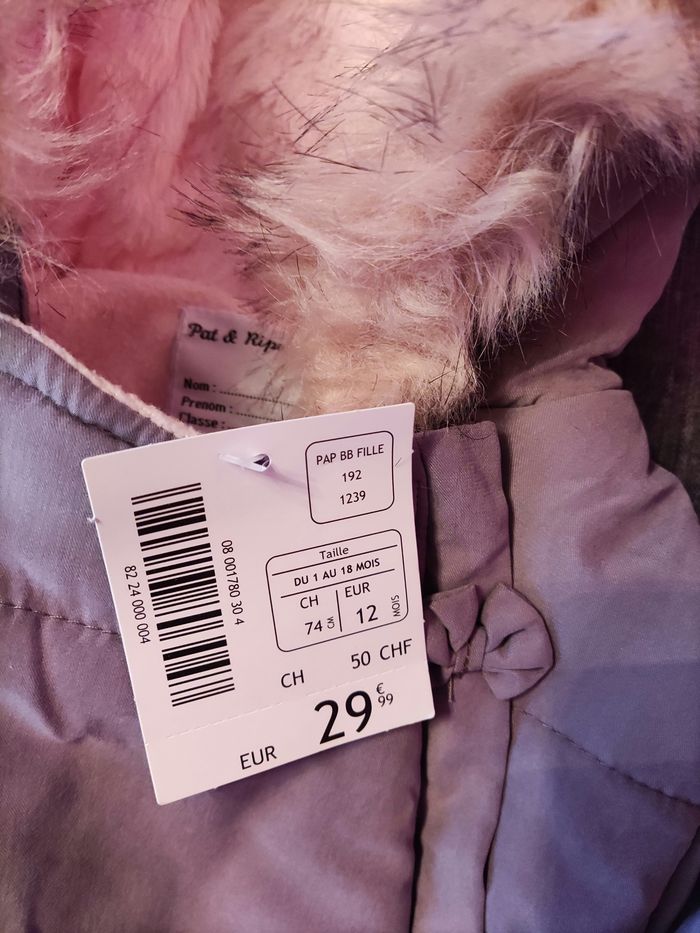 Pat & Rip
Nom :
Prenom :
Classe :
PAP BB FILLE
192
1239
08 001780 30 4
82 24 000 004
Taille
DU 1 AU 18 MOIS
CH EUR
74 CM 12 MOIS
CH 50 CHF
EUR 29€99